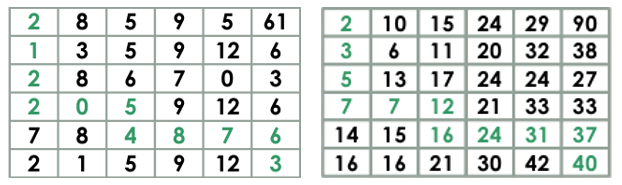 2 8 5 9 5 61
1 3 5 9 12 6
2 8 6 7 0 3
2 0 5 9 12 6
7 8 4 8 7 6
2 1 5 9 12 3
2 10 15 24 29 90
3 6 11 20 32 38
5 13 17 24 24 27
7 7 12 21 33 33
14 15 16 24 31 37
16 16 21 30 42 40